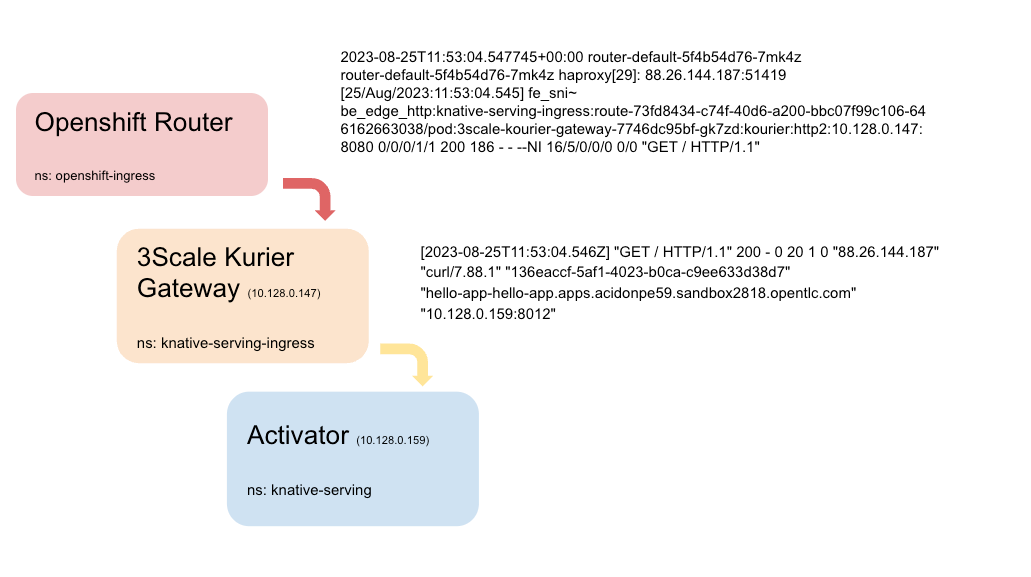 2023-08-25T11:53:04.547745+00:00 router-default-5f4b54d76-7mk4z
router-default-5f4b54d76-7mk4z haproxy[29]: 88.26.144.187:51419
[25/Aug/2023:11:53:04.545] fe_sni~
be_edge_http:knative-serving-ingress:route-73fd8434-c74f-40d6-a200-bbc07f99c106-64
6162663038/pod:3scale-kourier-gateway-7746dc95bf-gk7zd:kourier:http2:10.128.0.147:
8080 0/0/0/1/1 200 186 - - --NI 16/5/0/0/0 0/0 "GET / HTTP/1.1"
Openshift Router
ns: openshift-ingress
3Scale Kurier
Gateway (10.128.0.147)
ns: knative-serving-ingress
[2023-08-25T11:53:04.546Z] "GET / HTTP/1.1" 200 - 0 20 1 0 "88.26.144.187"
"curl/7.88.1" "136eaccf-5af1-4023-b0ca-c9ee633d38d7"
"hello-app-hello-app.apps.acidonpe59.sandbox2818.opentlc.com"
"10.128.0.159:8012"
Activator (10.128.0.159)
ns: knative-serving